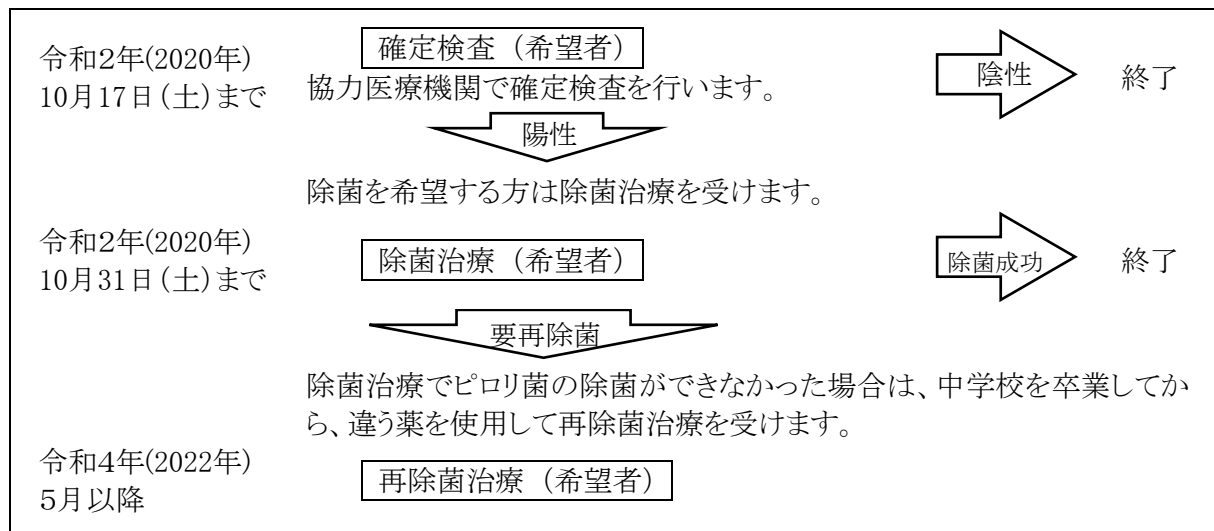 令和２年(2020年)
10月17日（土）まで
確定検査（希望者）
協力医療機関で確定検査を行います。
陰性
終了
陽性
除菌を希望する方は除菌治療を受けます。
令和２年(2020年)
10月31日（土）まで
除菌治療（希望者）
除菌成功
終了
要再除菌
除菌治療でピロリ菌の除菌ができなかった場合は、中学校を卒業してか
ら、違う薬を使用して再除菌治療を受けます。
令和４年(2022年)
５月以降
再除菌治療（希望者）